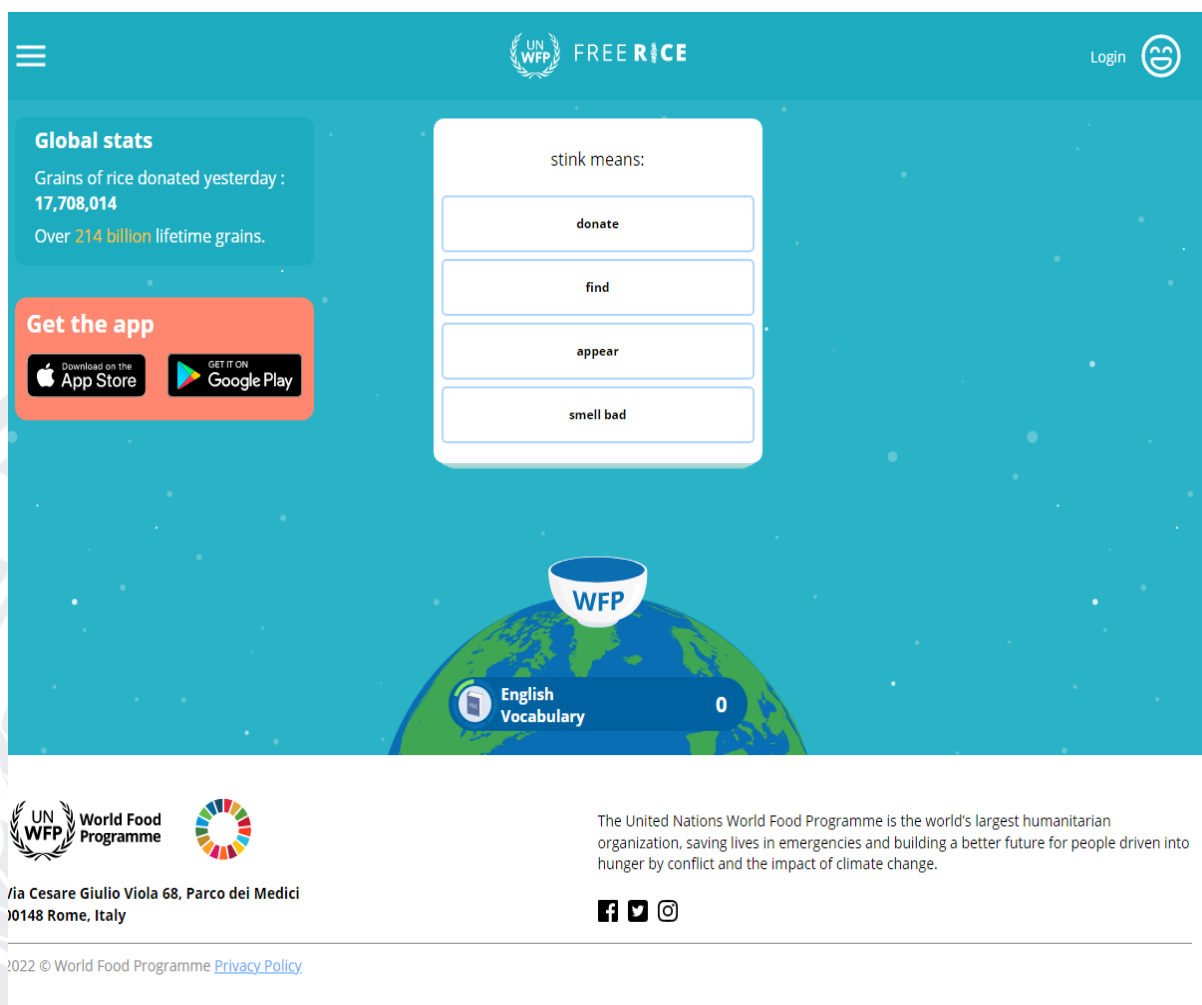 UN
WFP
FREE RICE
Login
Global stats
Grains of rice donated yesterday :
17,708,014
Over 214 billion lifetime grains.
Get the app
Download on the
App Store
GET IT ON
Google Play
stink means:
donate
find
appear
smell bad
WFP
English
Vocabulary
0
UN
WFP
World Food
Programme
Via Cesare Giulio Viola 68, Parco dei Medici
00148 Rome, Italy
The United Nations World Food Programme is the world's largest humanitarian
organization, saving lives in emergencies and building a better future for people driven into
hunger by conflict and the impact of climate change.
2022 © World Food Programme Privacy Policy